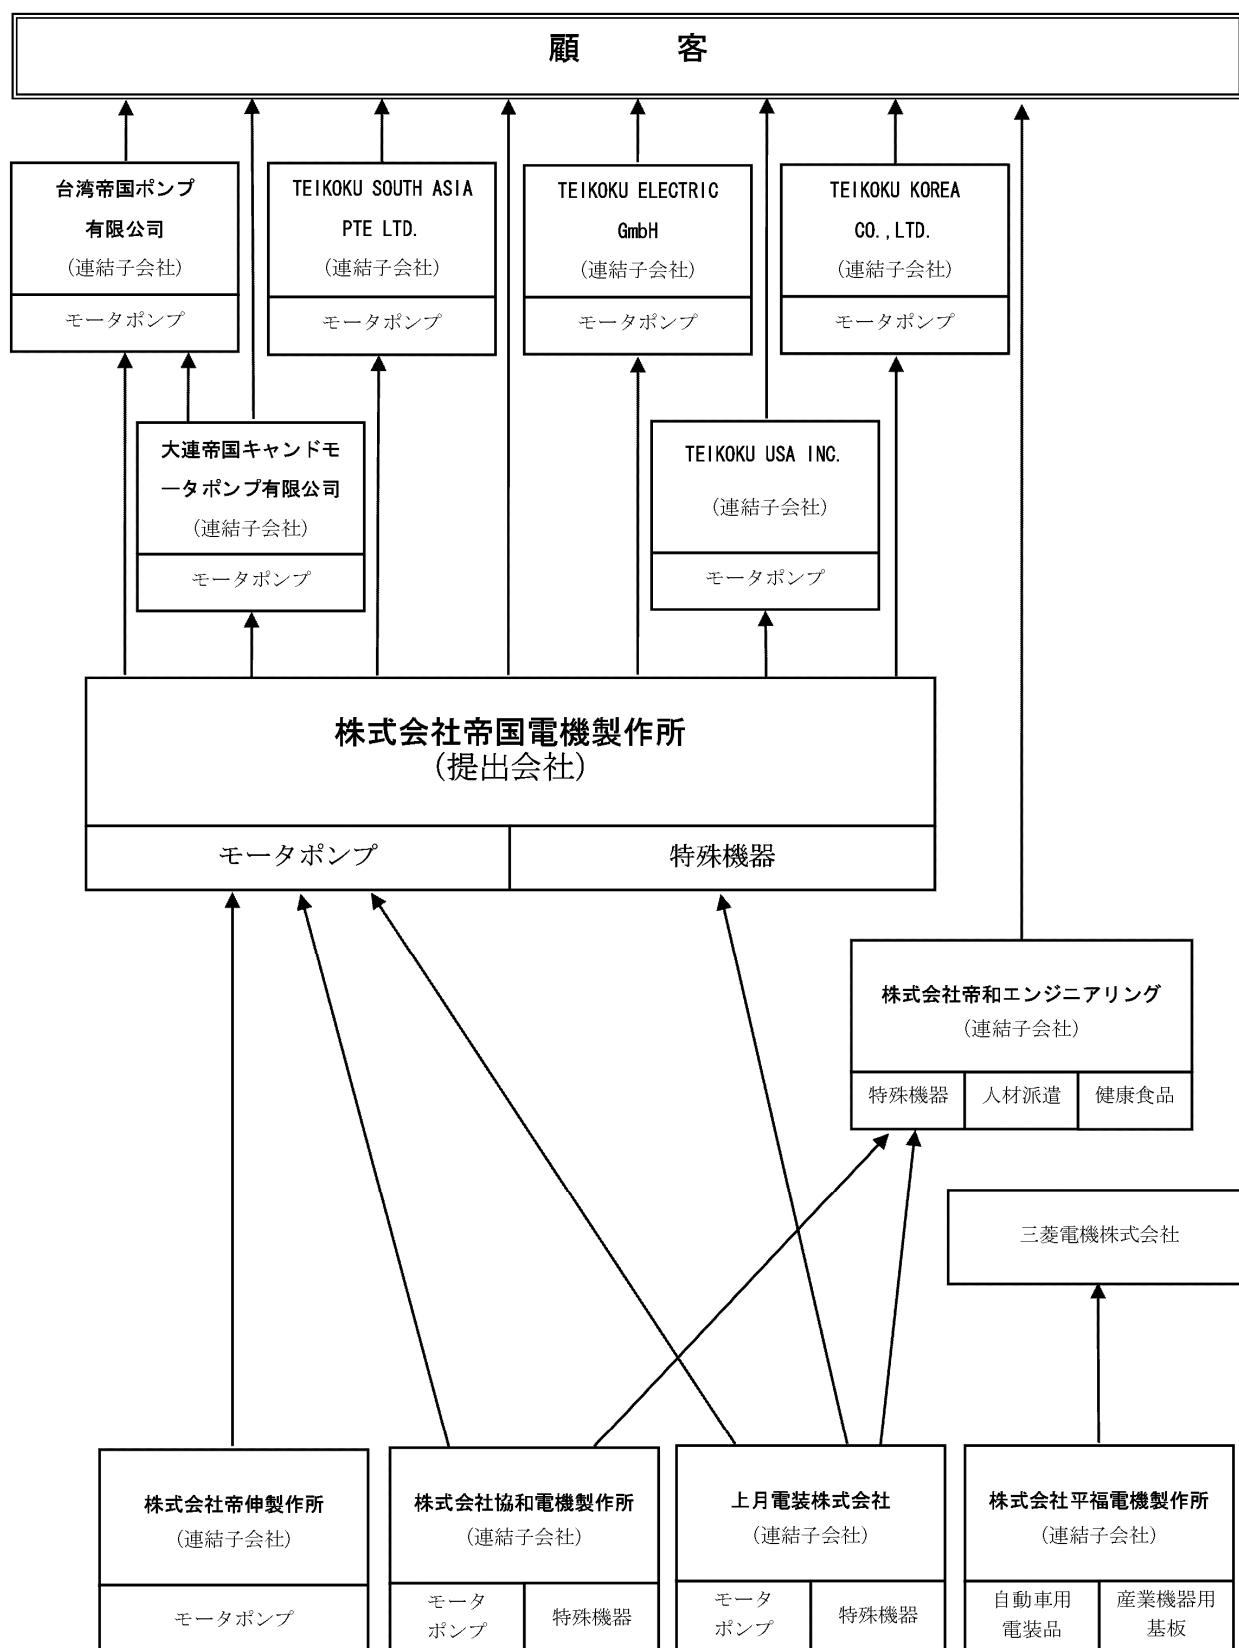 顧客
台湾帝国ポンプ
有限公司
(連結子会社)
モータポンプ
TEIKOKU SOUTH ASIA
PTE LTD.
(連結子会社)
モータポンプ
TEIKOKU ELECTRIC
GmbH
(連結子会社)
モータポンプ
TEIKOKU KOREA
CO.,LTD.
(連結子会社)
モータポンプ
大連帝国キャンドモ
ータポンプ有限公司
(連結子会社)
モータポンプ
TEIKOKU USA INC.
(連結子会社)
モータポンプ
株式会社帝国電機製作所
(提出会社)
モータポンプ
特殊機器
株式会社帝和エンジニアリング
(連結子会社)
特殊機器
人材派遣
健康食品
三菱電機株式会社
株式会社帝伸製作所
(連結子会社)
モータポンプ
株式会社協和電機製作所
(連結子会社)
モータ
ポンプ
特殊機器
上月電装株式会社
(連結子会社)
モータ
ポンプ
特殊機器
株式会社平福電機製作所
(連結子会社)
自動車用
電装品
産業機器用
基板